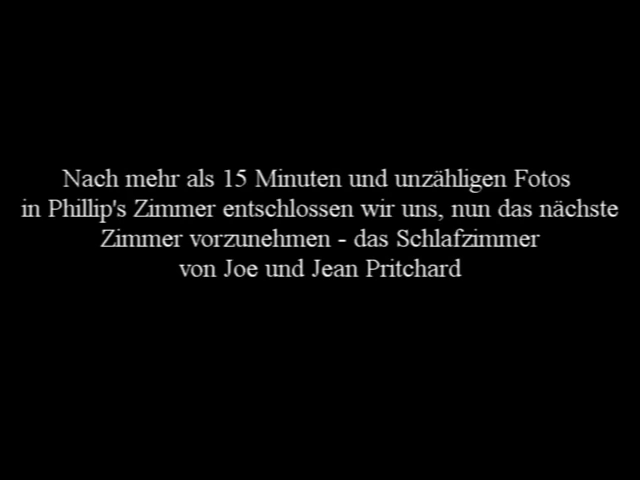 Nach mehr als 15 Minuten und unzähligen Fotos
in Phillip's Zimmer entschlossen wir uns, nun das nächste
Zimmer vorzunehmen - das Schlafzimmer
von Joe und Jean Pritchard